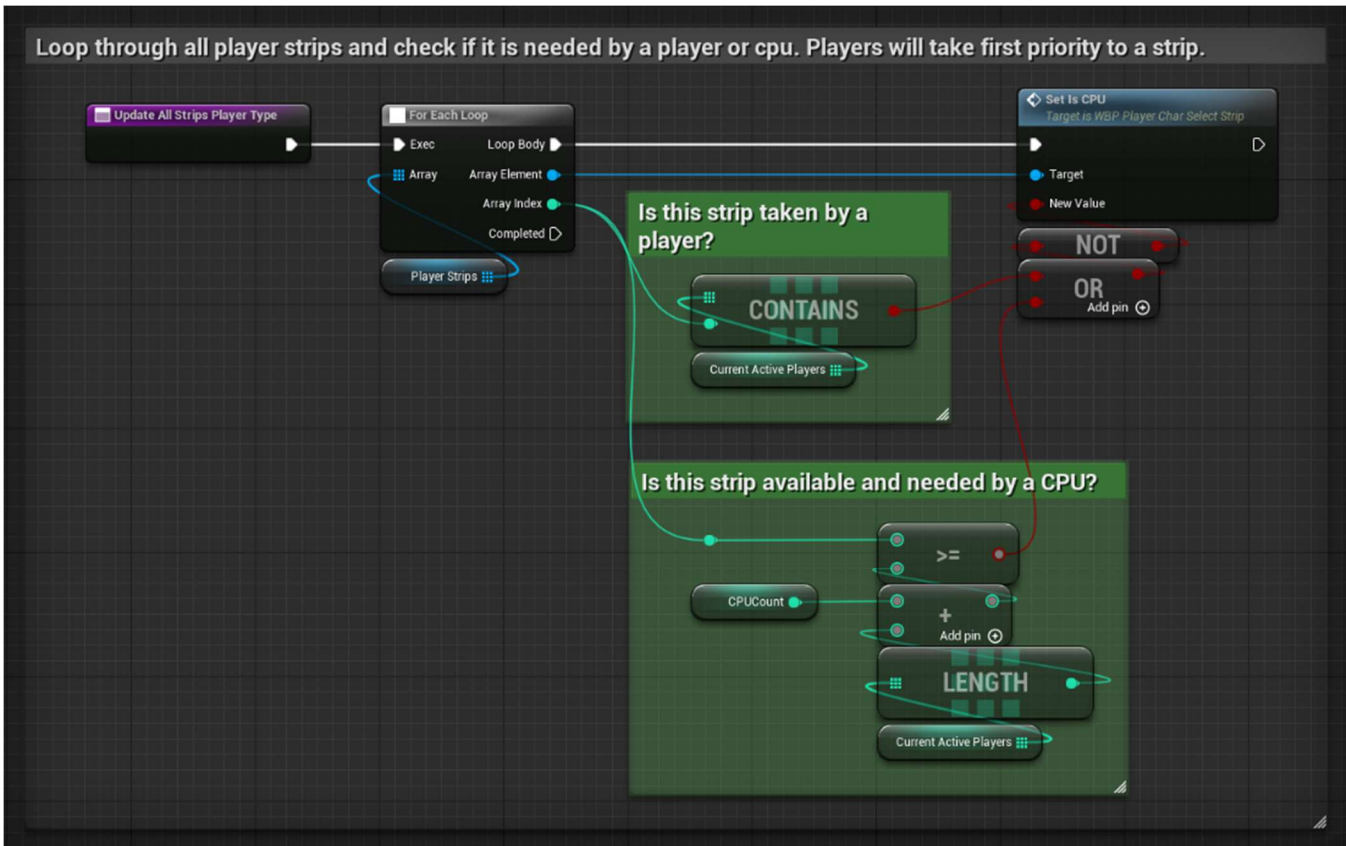 Loop through all player strips and check if it is needed by a player or cpu. Players will take first priority to a strip.
Update All Strips Player Type
For Each Loop
Exec
Loop Body
Array
Array Element
Array Index
Completed
Player Strips
Set Is CPU
Target is WBP Player Char Select Strip
Target
New Value
NOT
OR
Add pin
Is this strip taken by a
player?
CONTAINS
Current Active Players
Is this strip available and needed by a CPU?
>=
CPUCount
+
Add pin
LENGTH
Current Active Players